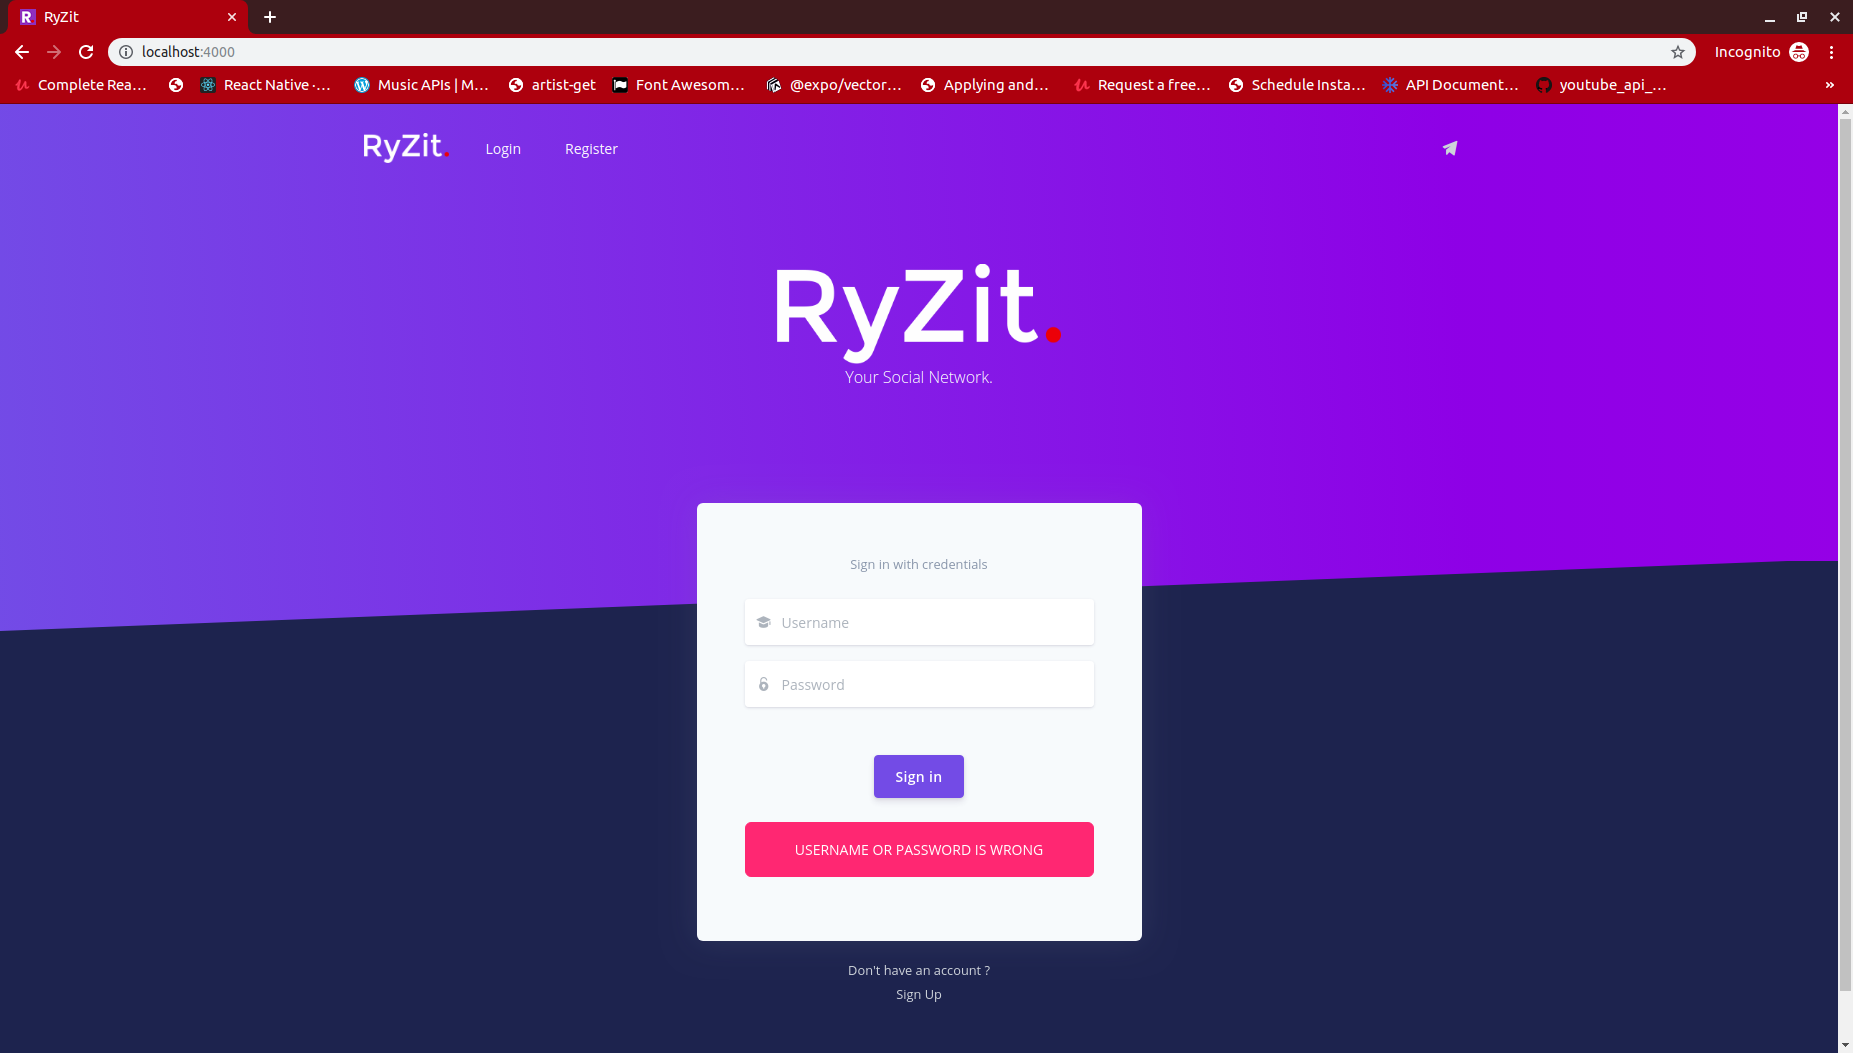 RyZit
localhost:4000
Incognito
Complete Rea...
React Native ·...
Music APIs | M...
artist-get
Font Awesom...
@expo/vector...
Applying and...
Request a free...
Schedule Insta...
API Document...
youtube_api_...
»
RyZit.
Login
Register
RyZit.
Your Social Network.
Sign in with credentials
Username
Password
Sign in
USERNAME OR PASSWORD IS WRONG
Don't have an account ?
Sign Up